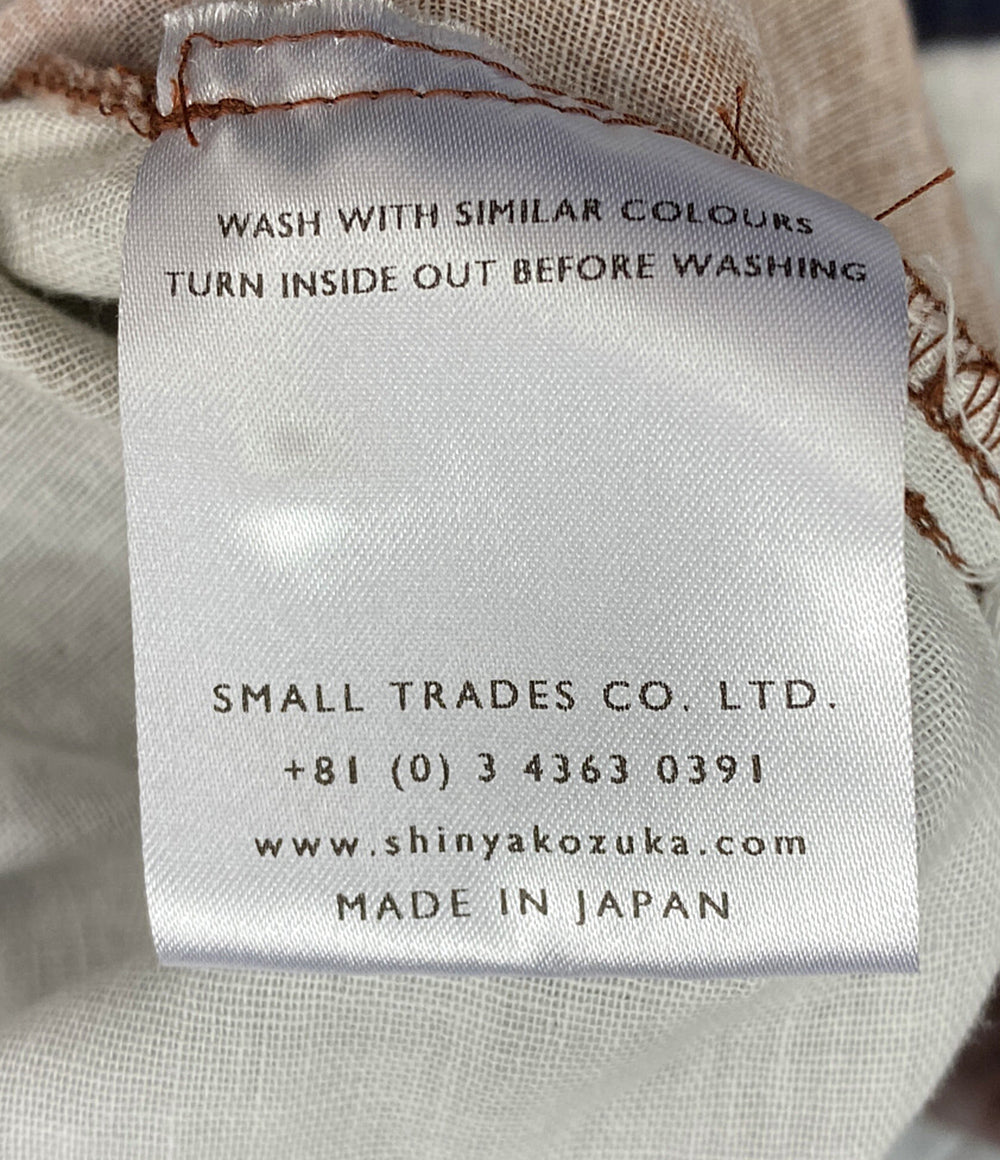 WASH WITH SIMILAR COLOURS
TURN INSIDE OUT BEFORE WASHING
SMALL TRADES CO. LTD.
+81 (0) 3 4363 0391
www.shinyakozuka.com
MADE IN JAPAN